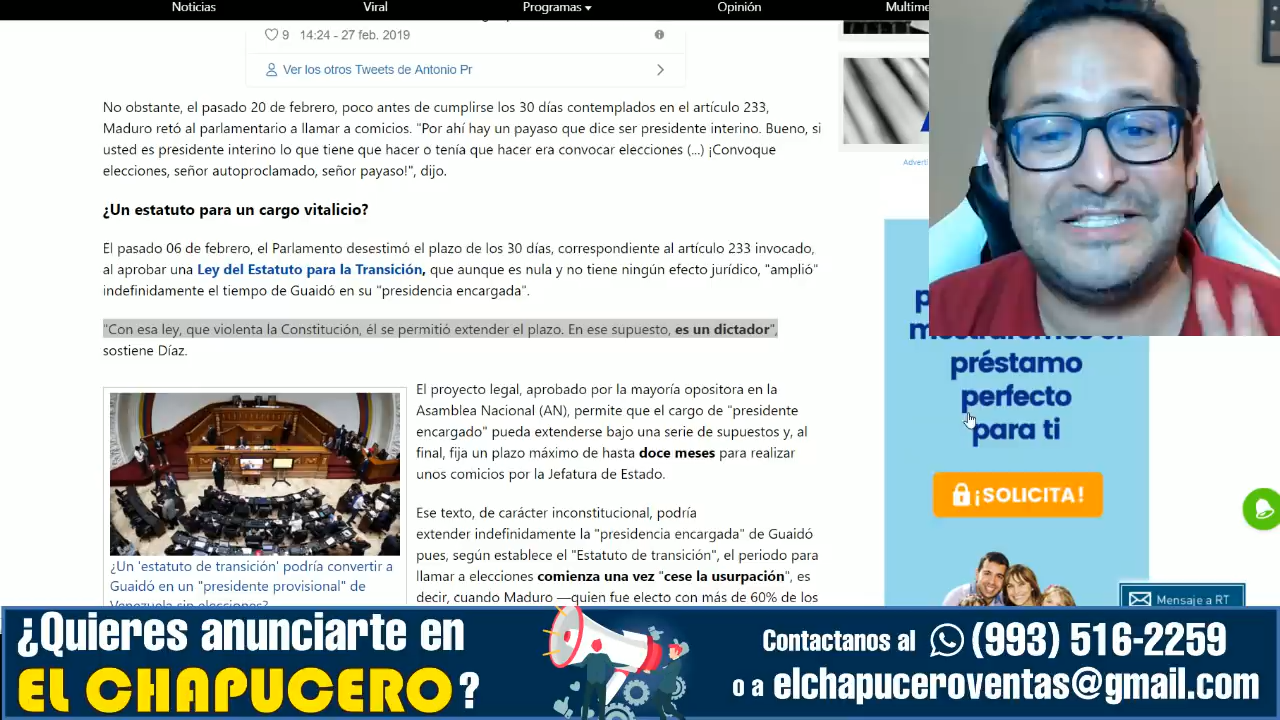 Noticias
Viral
Programas
Opinión
9 14:24 - 27 feb. 2019
Ver los otros Tweets de Antonio Pr
No obstante, el pasado 20 de febrero, poco antes de cumplirse los 30 días contemplados en el artículo 233,
Maduro retó al parlamentario a llamar a comicios. "Por ahí hay un payaso que dice ser presidente interino. Bueno, si
usted es presidente interino lo que tiene que hacer o tenía que hacer era convocar elecciones (...) ¡Convoque
elecciones, señor autoproclamado, señor payaso!", dijo.
¿Un estatuto para un cargo vitalicio?
El pasado 06 de febrero, el Parlamento desestimó el plazo de los 30 días, correspondiente al artículo 233 invocado,
al aprobar una Ley del Estatuto para la Transición, que aunque es nula y no tiene ningún efecto jurídico, "amplió"
indefinidamente el tiempo de Guaidó en su "presidencia encargada".
"Con esa ley, que violenta la Constitución, él se permitió extender el plazo. En ese supuesto, es un dictador",
sostiene Díaz.
El proyecto legal, aprobado por la mayoría opositora en la
Asamblea Nacional (AN), permite que el cargo de "presidente
encargado" pueda extenderse bajo una serie de supuestos y, al
final, fija un plazo máximo de hasta doce meses para realizar
unos comicios por la Jefatura de Estado.
Ese texto, de carácter inconstitucional, podría
extender indefinidamente la "presidencia encargada" de Guaidó
pues, según establece el "Estatuto de transición", el periodo para
llamar a elecciones comienza una vez "cese la usurpación", es
decir, cuando Maduro —quien fue electo con más de 60% de los
¿Un 'estatuto de transición' podría convertir a
Guaidó en un "presidente provisional" de
Venezuela sin elecciones?
préstamo
perfecto
para ti
¡SOLICITA!
Mensaje a RT
¿Quieres anunciarte en
EL CHAPUCERO?
Contactanos al (993) 516-2259
o a elchapuceroventas@gmail.com